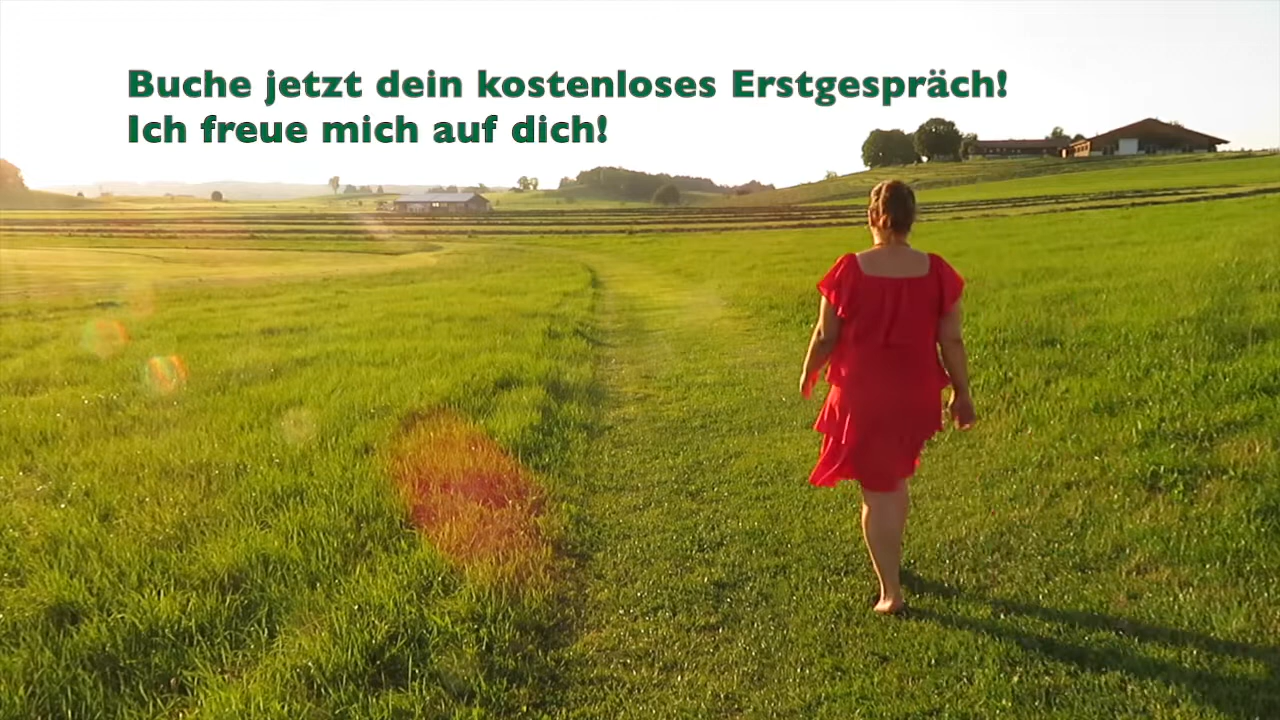 Buche jetzt dein kostenloses Erstgespräch!
Ich freue mich auf dich!